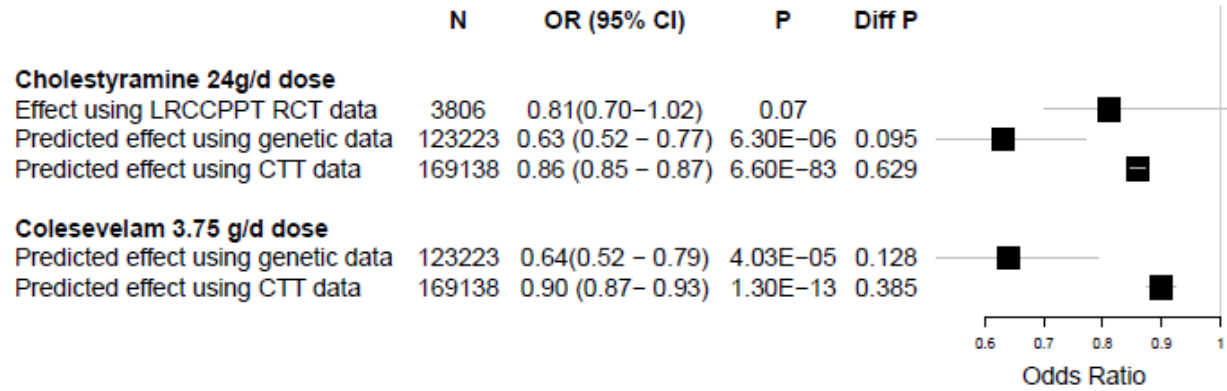 N OR (95% CI) P Diff P
Cholestyramine 24g/d dose
Effect using LRCCPPT RCT data 3806 0.81(0.70−1.02) 0.07
Predicted effect using genetic data 123223 0.63 (0.52 − 0.77) 6.30E−06 0.095
Predicted effect using CTT data 169138 0.86 (0.85 − 0.87) 6.60E−83 0.629
Colesevelam 3.75 g/d dose
Predicted effect using genetic data 123223 0.64(0.52 − 0.79) 4.03E−05 0.128
Predicted effect using CTT data 169138 0.90 (0.87− 0.93) 1.30E−13 0.385
0.6 0.7 0.8 0.9 1
Odds Ratio